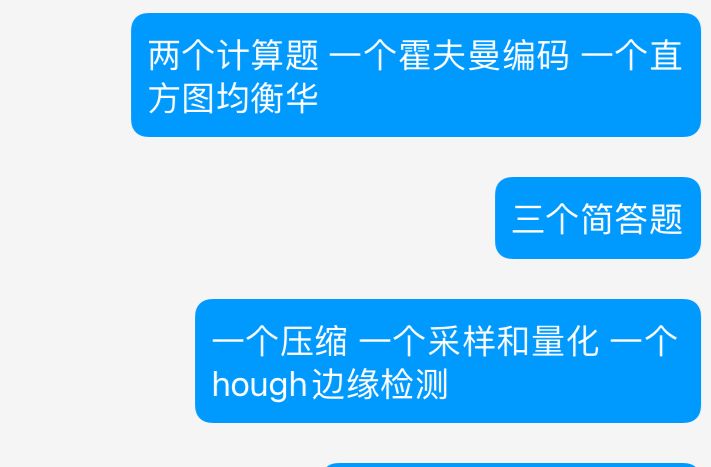 两个计算题 一个霍夫曼编码 一个直
方图均衡华
三个简答题
一个压缩 一个采样和量化 一个
hough边缘检测